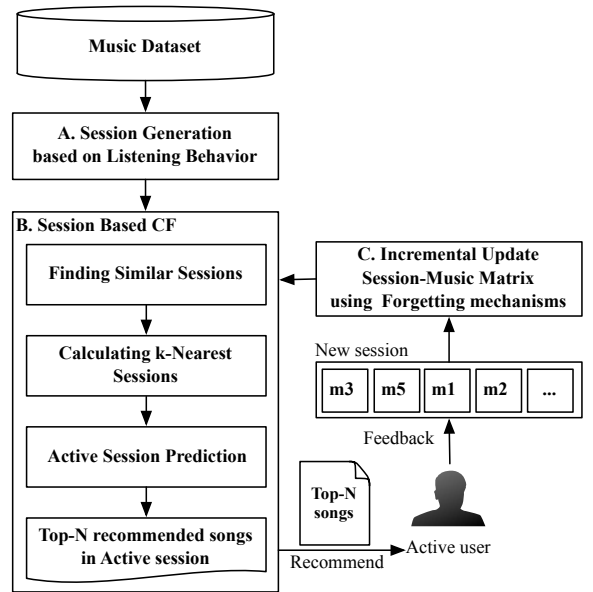 Music Dataset
A. Session Generation
based on Listening Behavior
B. Session Based CF
Finding Similar Sessions
Calculating k-Nearest
Sessions
Active Session Prediction
Top-N recommended songs
in Active session
C. Incremental Update
Session-Music Matrix
using Forgetting mechanisms
New session
m3 m5 m1 m2 ...
Feedback
Top-N
songs
Recommend
Active user